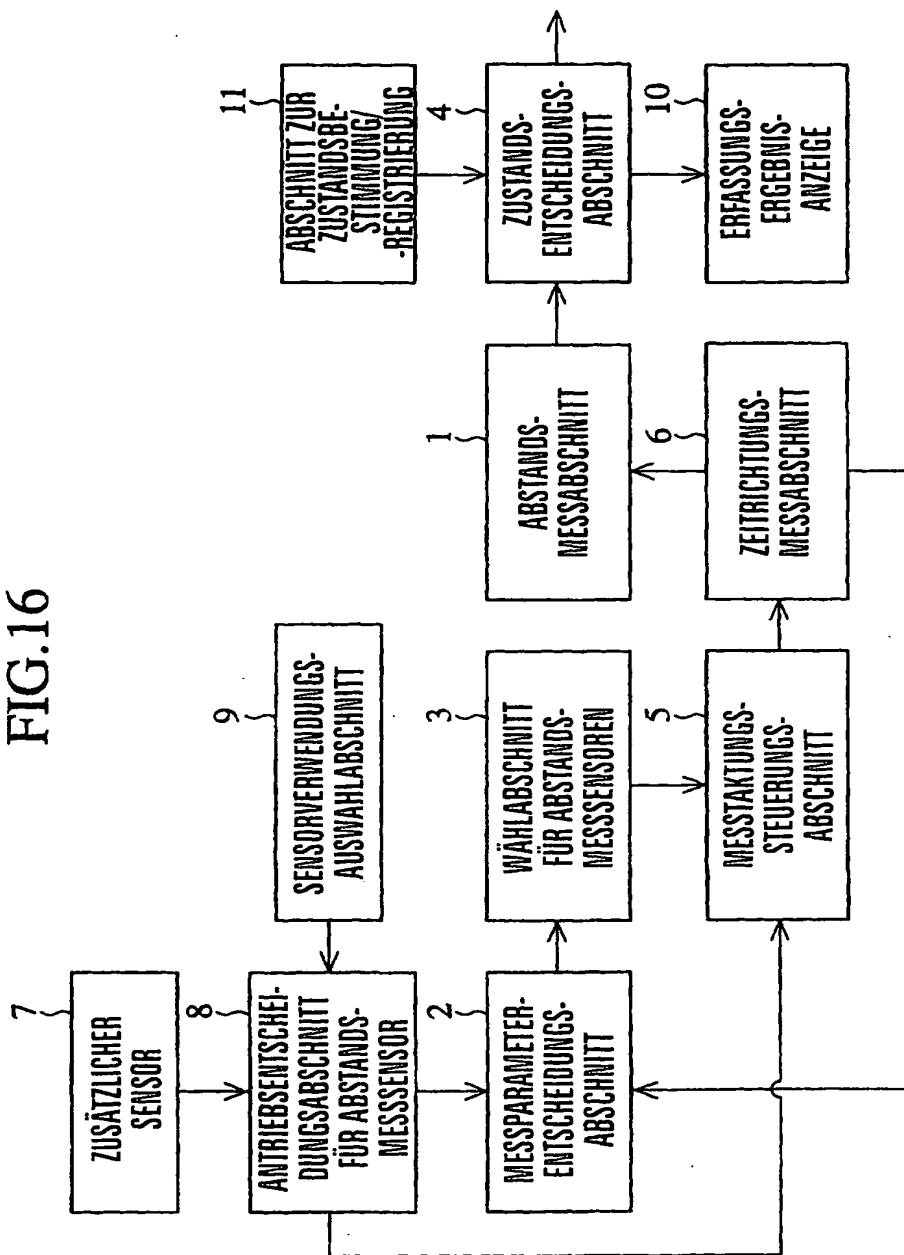 FIG.16
7
ZUSÄTZLICHER
SENSOR
8
ANTRIEBSENTSCHEI-
DUNGSABSCHNITT
FÜR ABSTANDS-
MESSSENSOR
9
SENSORVERWENDUNGS-
AUSWAHLABSCHNITT
2
MESSPARAMETER-
ENTSCHEIDUNGS-
ABSCHNITT
3
WÄHLABSCHNITT
FÜR ABSTANDS-
MESSSENSOREN
5
MESSTAKTUNGS-
STEUERUNGS-
ABSCHNITT
1
ABSTANDS-
MESSABSCHNITT
6
ZEITRICHTUNGS-
MESSABSCHNITT
11
ABSCHNITT ZUR
ZUSTANDSBE-
STIMMUNG/
-REGISTRIERUNG
4
ZUSTANDS-
ENTSCHEIDUNGS-
ABSCHNITT
10
ERFASSUNGS-
ERGEBNIS-
ANZEIGE